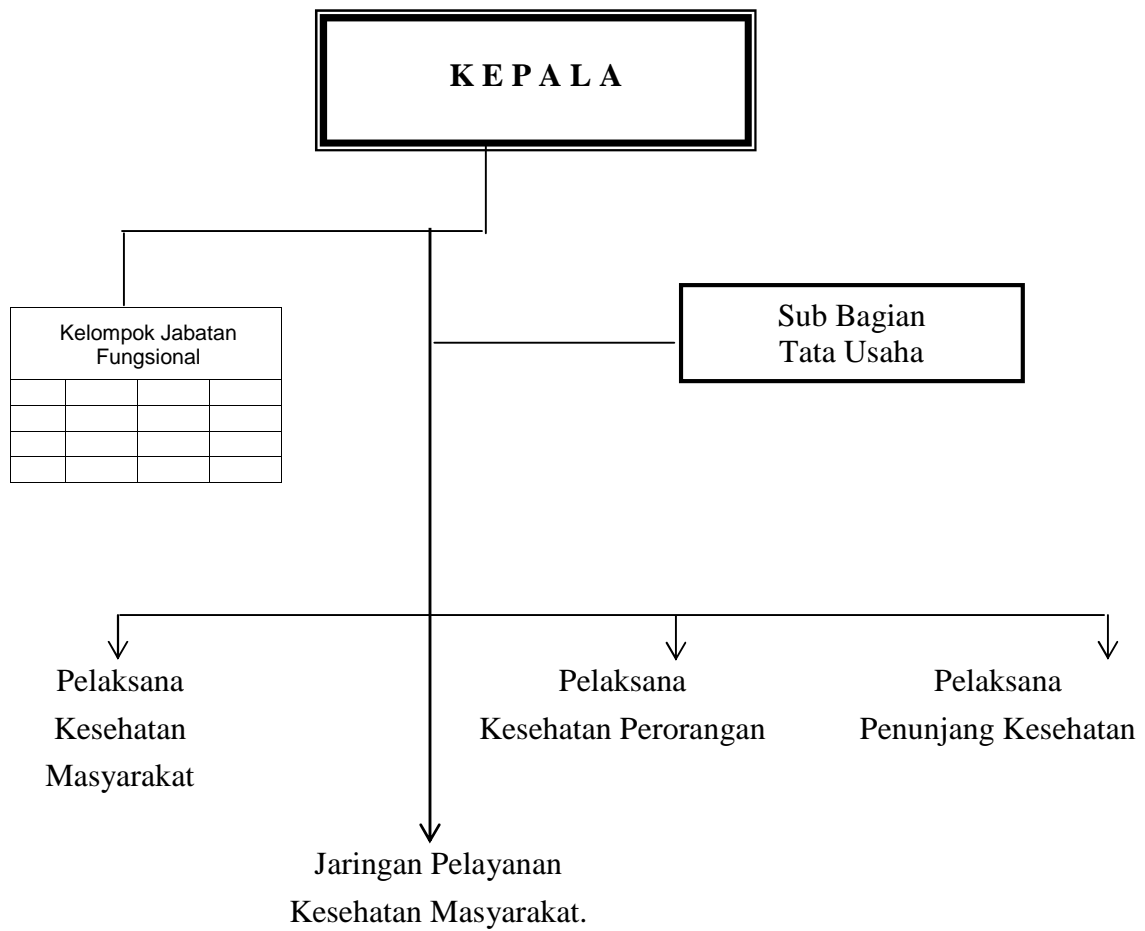 K E P A L A
Kelompok Jabatan
Fungsional
Sub Bagian
Tata Usaha
Pelaksana
Kesehatan
Masyarakat
Pelaksana
Kesehatan Perorangan
Pelaksana
Penunjang Kesehatan
Jaringan Pelayanan
Kesehatan Masyarakat.